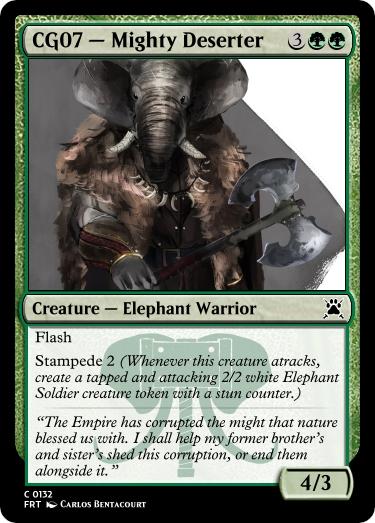 CG07 — Mighty Deserter 3
Creature — Elephant Warrior
Flash
Stampede 2 (Whenever this creature atracks,
create a tapped and attacking 2/2 white Elephant
Soldier creature token with a stun counter.)
“The Empire has corrupted the might that nature
blessed us with. I shall help my former brother's
and sister's shed this corruption, or end them
alongside it.”
4/3
C 0132
FRT Carlos Bentacourt